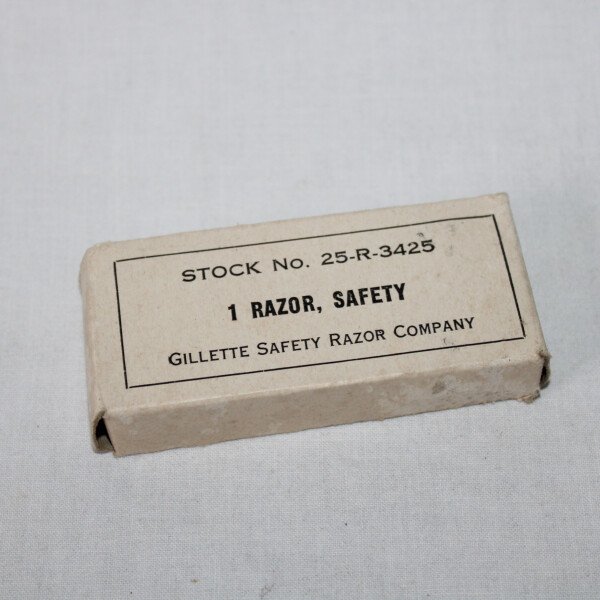 STOCK No. 25-R-3425
1 RAZOR, SAFETY
GILLETTE SAFETY RAZOR COMPANY